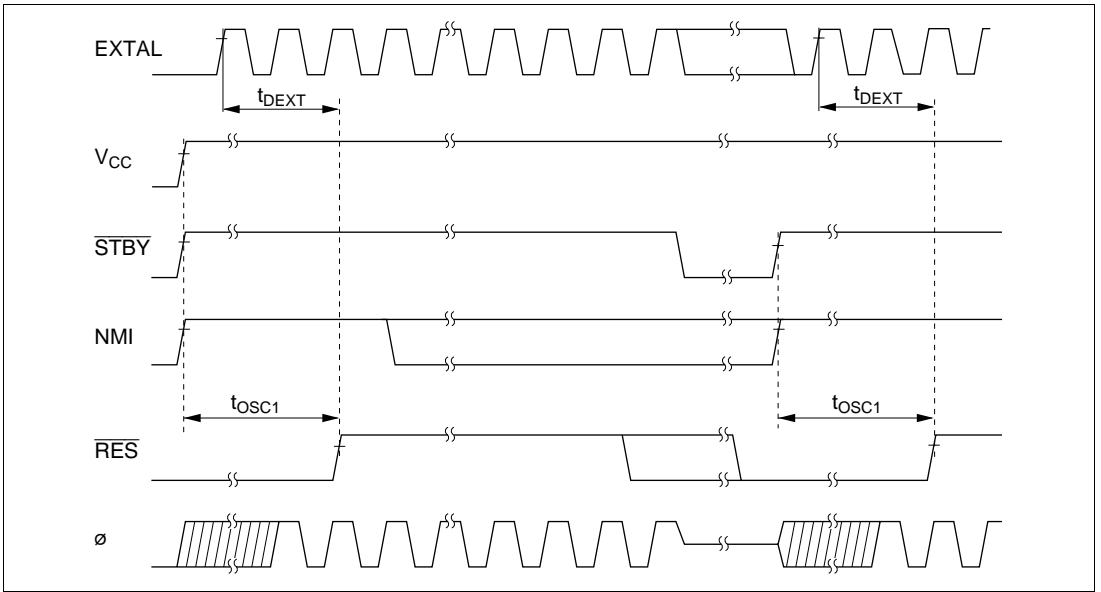 EXTAL
tDEXT
tDEXT
VCC
STBY
NMI
tOSC1
tOSC1
RES
ø